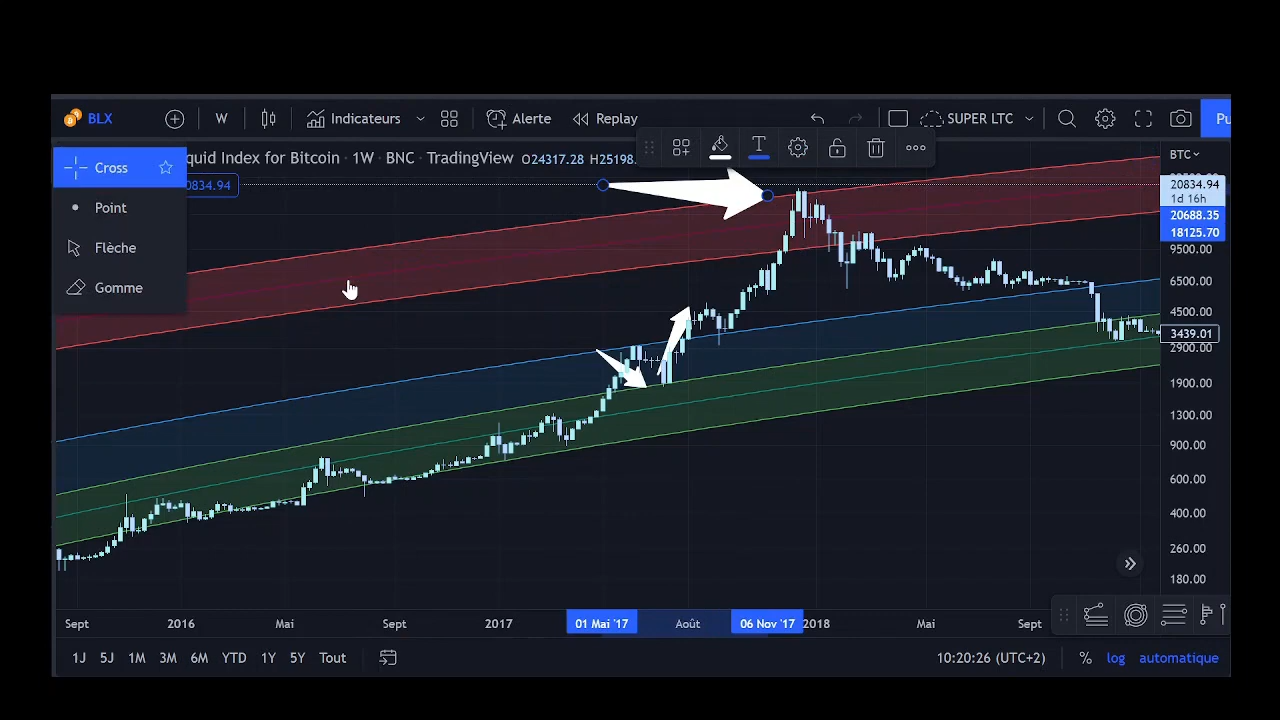 BLX W Indicateurs Alerte Replay SUPER LTC Pu
Cross
quid Index for Bitcoin · 1W · BNC · TradingView O24317.28 H25198.
BTC
20834.94
Point
Flèche
Gomme
20834.94
1d 16h
20688.35
18125.70
9500.00
6500.00
4500.00
3439.01
2900.00
1900.00
1300.00
900.00
600.00
400.00
260.00
180.00
Sept 2016 Mai Sept 2017 01 Mai '17 Août 06 Nov '17 2018 Mai Sept
1J 5J 1M 3M 6M YTD 1Y 5Y Tout 10:20:26 (UTC+2) % log automatique